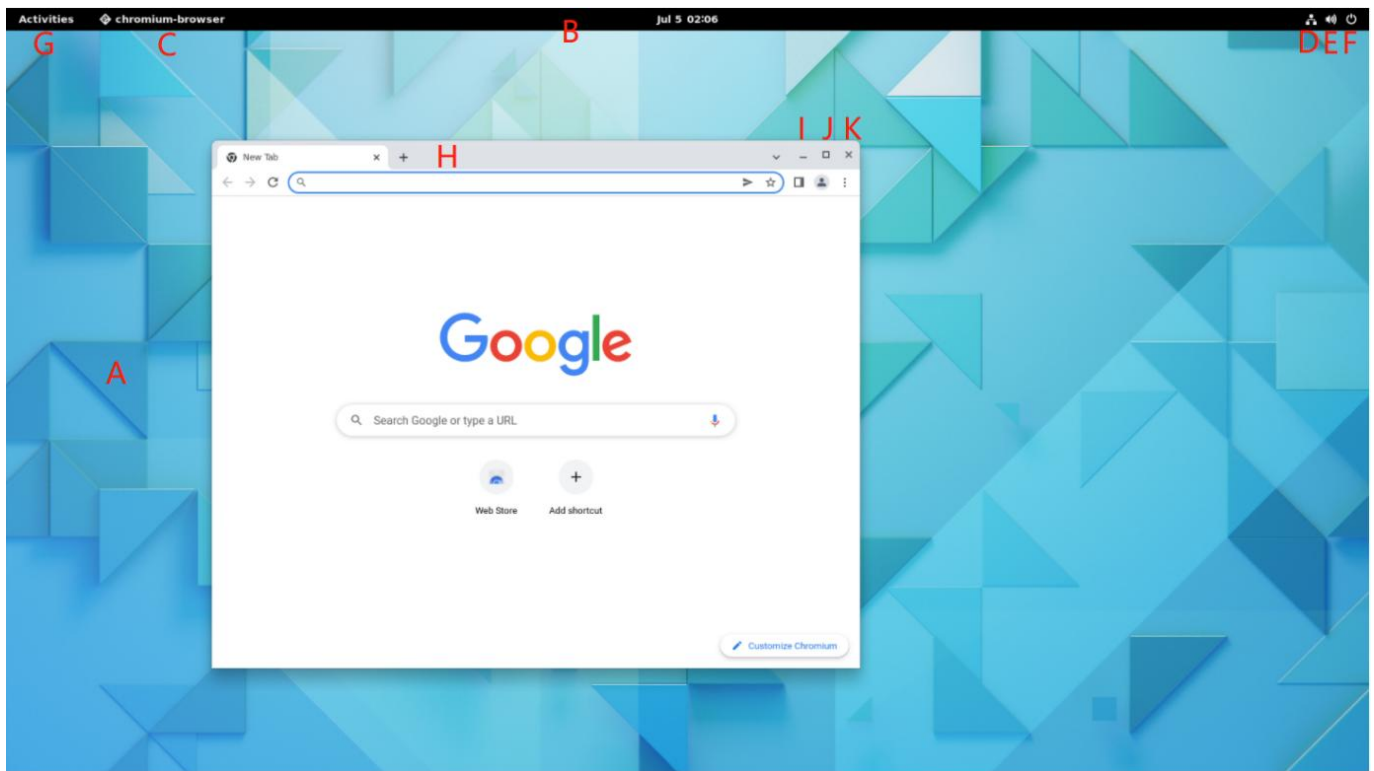 Activities chromium-browser Jul 5 02:06
G C B D E F
I J K
New Tab H
Google
A
Search Google or type a URL
Web Store Add shortcut
Customize Chromium